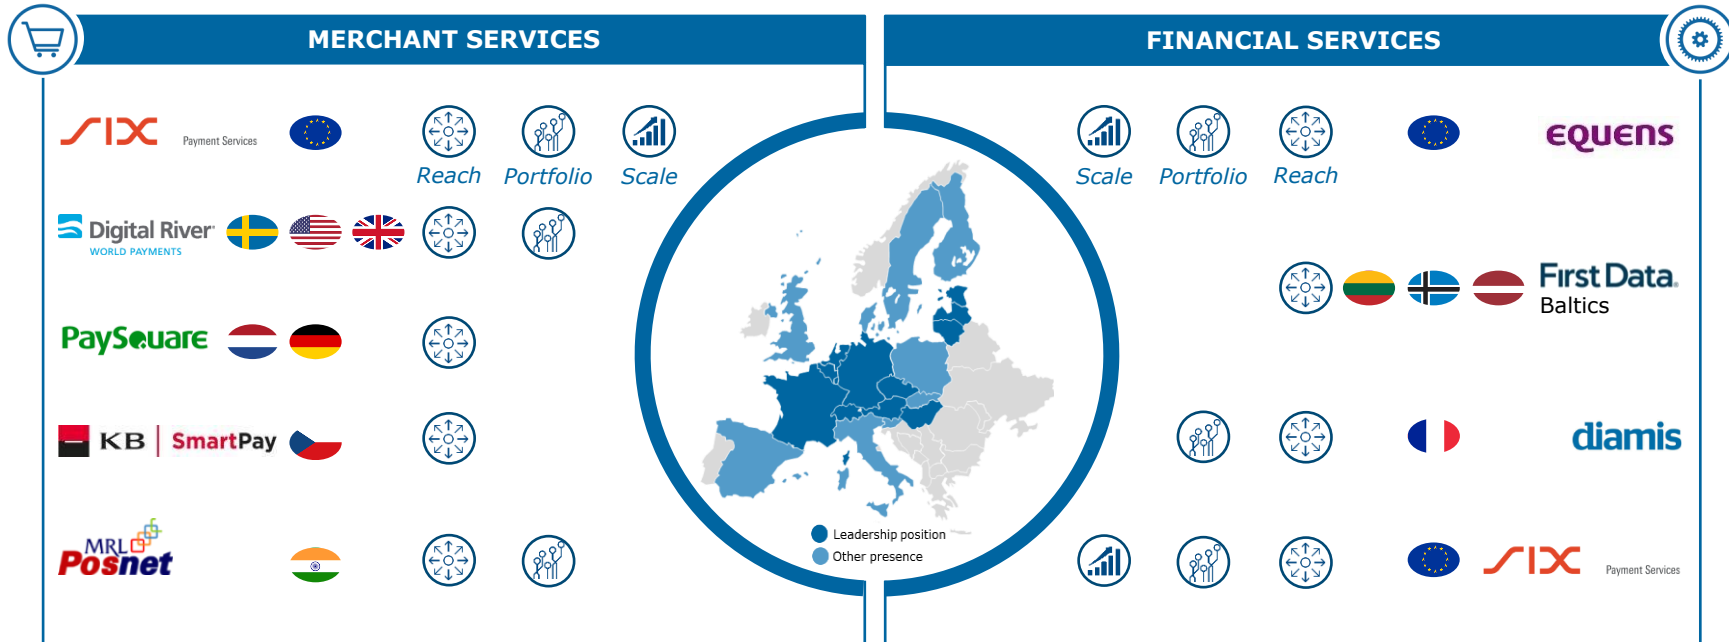 MERCHANT SERVICES
SIX Payment Services
Reach Portfolio Scale
Digital River
WORLD PAYMENTS
PaySquare
KB SmartPay
MRL
Posnet
Leadership position
Other presence
FINANCIAL SERVICES
Scale Portfolio Reach
equens
First Data.
Baltics
diamis
SIX Payment Services